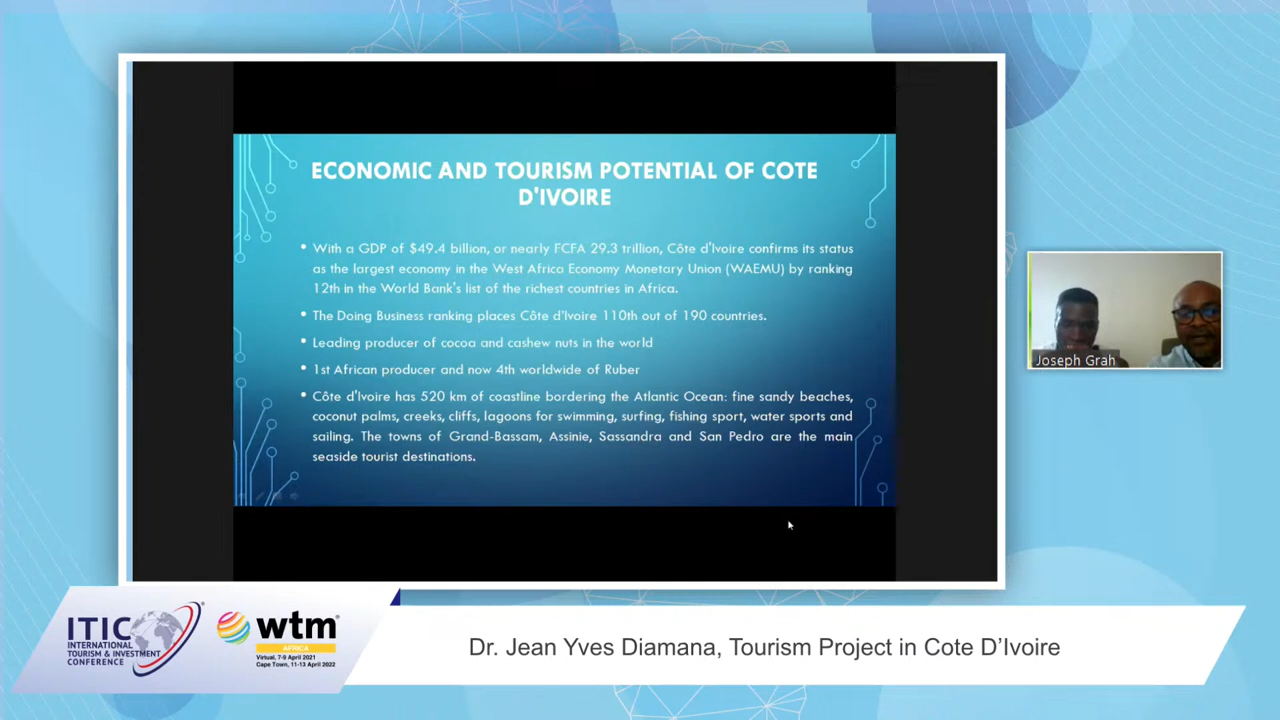 ECONOMIC AND TOURISM POTENTIAL OF COTE
D'IVOIRE
• With a GDP of $49.4 billion, or nearly FCFA 29.3 trillion, Côte d'Ivoire confirms its status
as the largest economy in the West Africa Economy Monetary Union (WAEMU) by ranking
12th in the World Bank's list of the richest countries in Africa.
• The Doing Business ranking places Côte d'Ivoire 110th out of 190 countries.
• Leading producer of cocoa and cashew nuts in the world
• 1st African producer and now 4th worldwide of Ruber
• Côte d'Ivoire has 520 km of coastline bordering the Atlantic Ocean: fine sandy beaches,
coconut palms, creeks, cliffs, lagoons for swimming, surfing, fishing sport, water sports and
sailing. The towns of Grand-Bassam, Assinie, Sassandra and San Pedro are the main
seaside tourist destinations.
Joseph Grah
ITIC
INTERNATIONAL
TOURISM & INVESTMENT
CONFERENCE
wtm
AFRICA
Virtual, 7-9 April 2021
Cape Town, 11-13 April 2022
Dr. Jean Yves Diamana, Tourism Project in Cote D'Ivoire